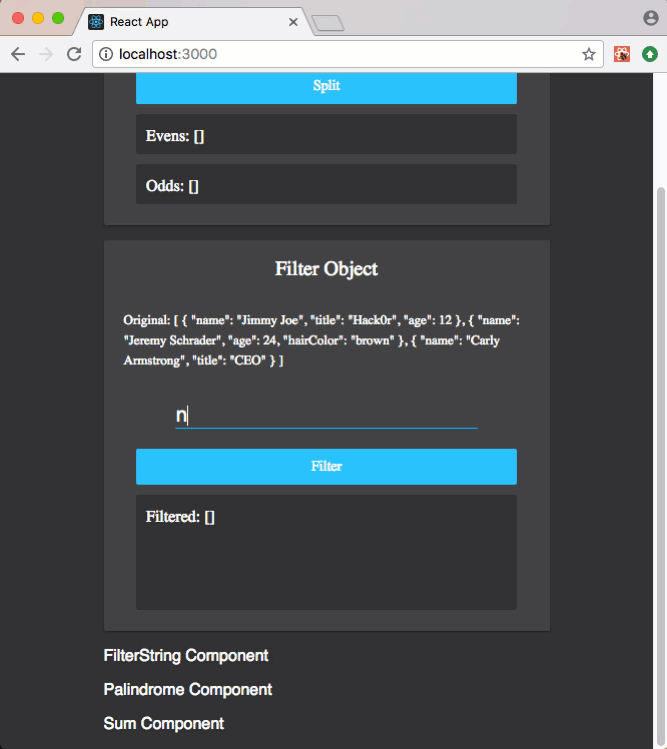 React App
localhost:3000
Split
Evens: []
Odds: []
Filter Object
Original: [ { "name": "Jimmy Joe", "title": "Hack0r", "age": 12 }, { "name":
"Jeremy Schrader", "age": 24, "hairColor": "brown" }, { "name": "Carly
Armstrong", "title": "CEO" } ]
n
Filter
Filtered: []
FilterString Component
Palindrome Component
Sum Component